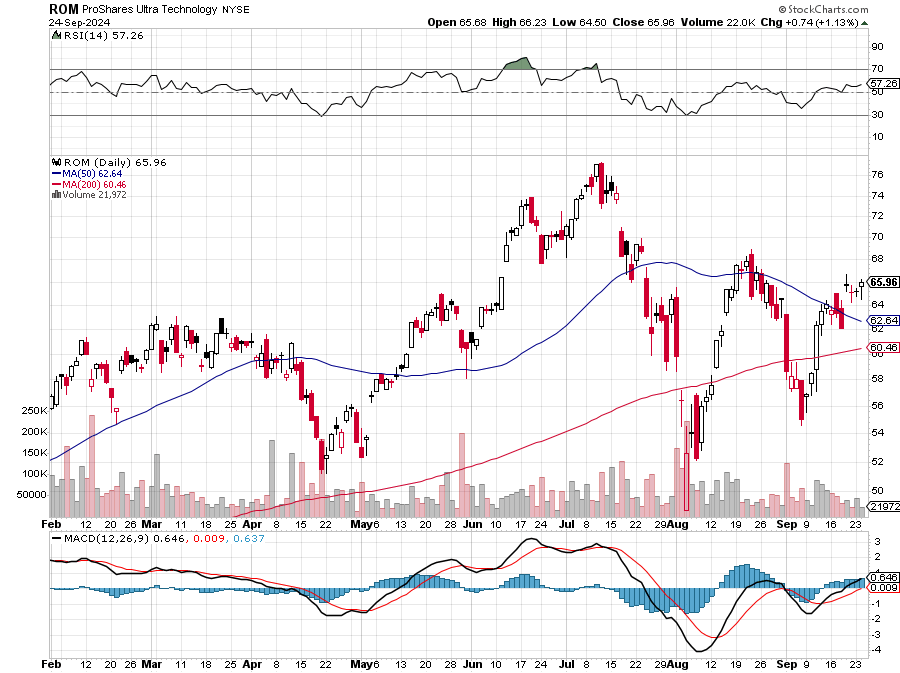 ROM ProShares Ultra Technology NYSE © StockCharts.com
24-Sep-2024 Open 65.68 High 66.23 Low 64.50 Close 65.96 Volume 22.0K Chg +0.74 (+1.13%)
RSI(14) 57.26
90
70
57.26
50
30
10
ROM (Daily) 65.96
MA(50) 62.64
MA(200) 60.46
Volume 21,972
76
74
72
70
68
65.96
64
62.64
62
60.46
60
58
56
250K
200K
54
150K
52
100K
50
50000
21972
Feb 12 20 26 Mar 11 18 25 Apr 8 15 22 May 6 13 20 28 Jun 10 17 24 Jul 8 15 22 29 Aug 12 19 26 Sep 9 16 23
MACD(12,26,9) 0.646, 0.009, 0.637
3
2
1
0.646
0.009
-1
-2
-3
-4
Feb 12 20 26 Mar 11 18 25 Apr 8 15 22 May 6 13 20 28 Jun 10 17 24 Jul 8 15 22 29 Aug 12 19 26 Sep 9 16 23